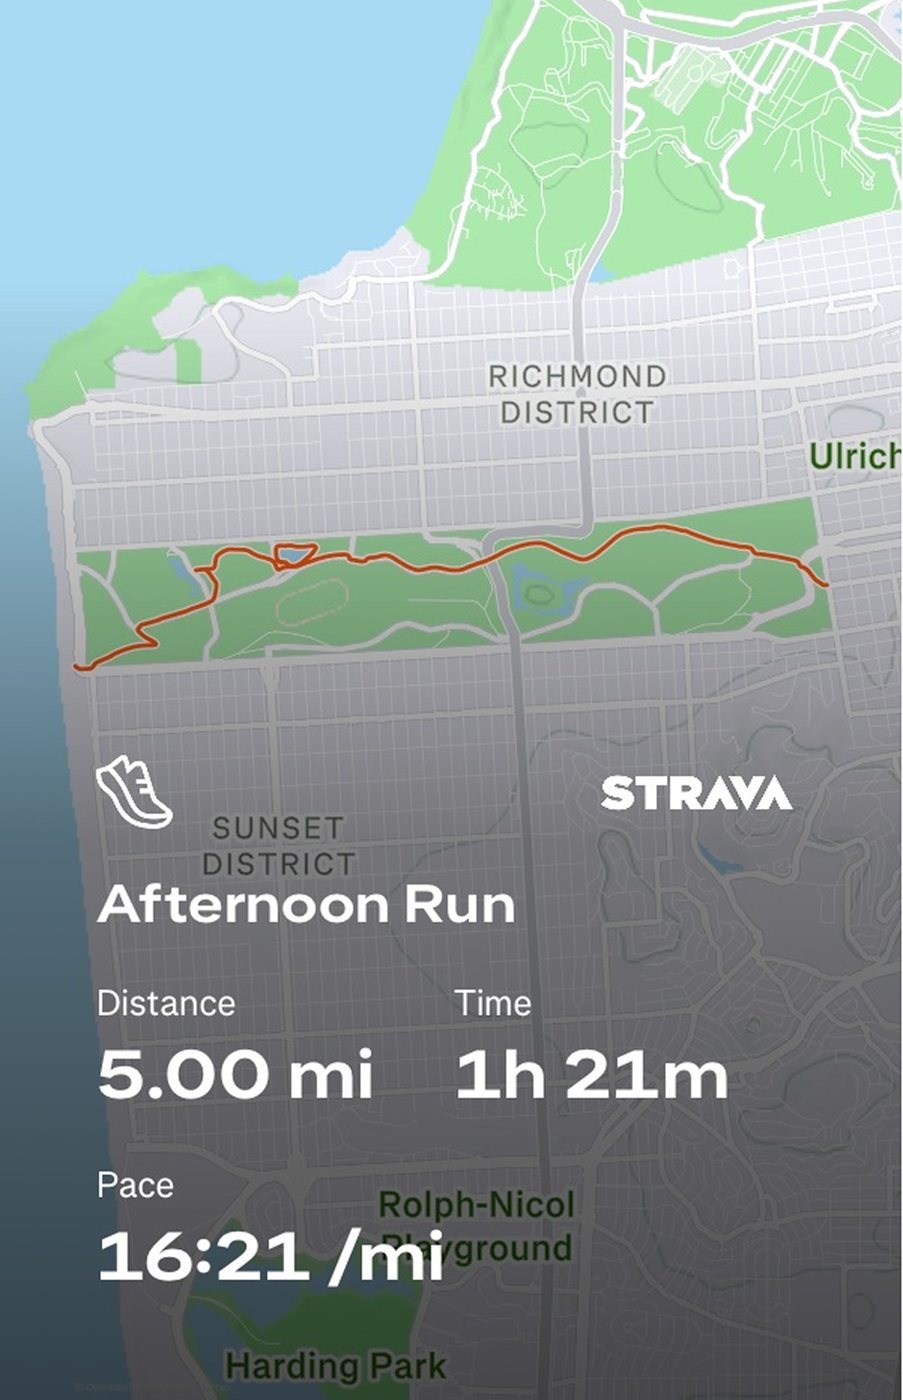 RICHMOND
DISTRICT
Ulrich
STRAVA
SUNSET
DISTRICT
Afternoon Run
Distance
Time
5.00 mi
1h 21m
Pace
16:21 /mi
Rolph-Nicol
Playground
Harding Park